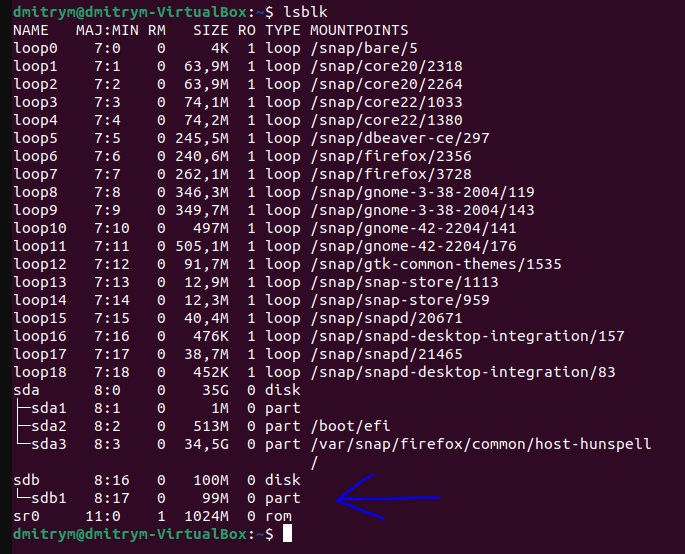 dmitrym@dmitrym-VirtualBox:~$ lsblk
NAME   MAJ:MIN RM   SIZE RO TYPE MOUNTPOINTS
loop0    7:0    0     4K  1 loop /snap/bare/5
loop1    7:1    0  63,9M  1 loop /snap/core20/2318
loop2    7:2    0  63,9M  1 loop /snap/core20/2264
loop3    7:3    0  74,1M  1 loop /snap/core22/1033
loop4    7:4    0  74,2M  1 loop /snap/core22/1380
loop5    7:5    0 245,5M  1 loop /snap/dbeaver-ce/297
loop6    7:6    0 240,6M  1 loop /snap/firefox/2356
loop7    7:7    0 262,1M  1 loop /snap/firefox/3728
loop8    7:8    0 346,3M  1 loop /snap/gnome-3-38-2004/119
loop9    7:9    0 349,7M  1 loop /snap/gnome-3-38-2004/143
loop10   7:10   0   497M  1 loop /snap/gnome-42-2204/141
loop11   7:11   0 505,1M  1 loop /snap/gnome-42-2204/176
loop12   7:12   0  91,7M  1 loop /snap/gtk-common-themes/1535
loop13   7:13   0  12,9M  1 loop /snap/snap-store/1113
loop14   7:14   0  12,3M  1 loop /snap/snap-store/959
loop15   7:15   0  40,4M  1 loop /snap/snapd/20671
loop16   7:16   0   476K  1 loop /snap/snapd-desktop-integration/157
loop17   7:17   0  38,7M  1 loop /snap/snapd/21465
loop18   7:18   0   452K  1 loop /snap/snapd-desktop-integration/83
sda      8:0    0    35G  0 disk
├─sda1   8:1    0     1M  0 part
├─sda2   8:2    0   513M  0 part /boot/efi
└─sda3   8:3    0  34,5G  0 part /var/snap/firefox/common/host-hunspell
                                 /
sdb      8:16   0   100M  0 disk
└─sdb1   8:17   0    99M  0 part
sr0     11:0    1  1024M  0 rom
dmitrym@dmitrym-VirtualBox:~$